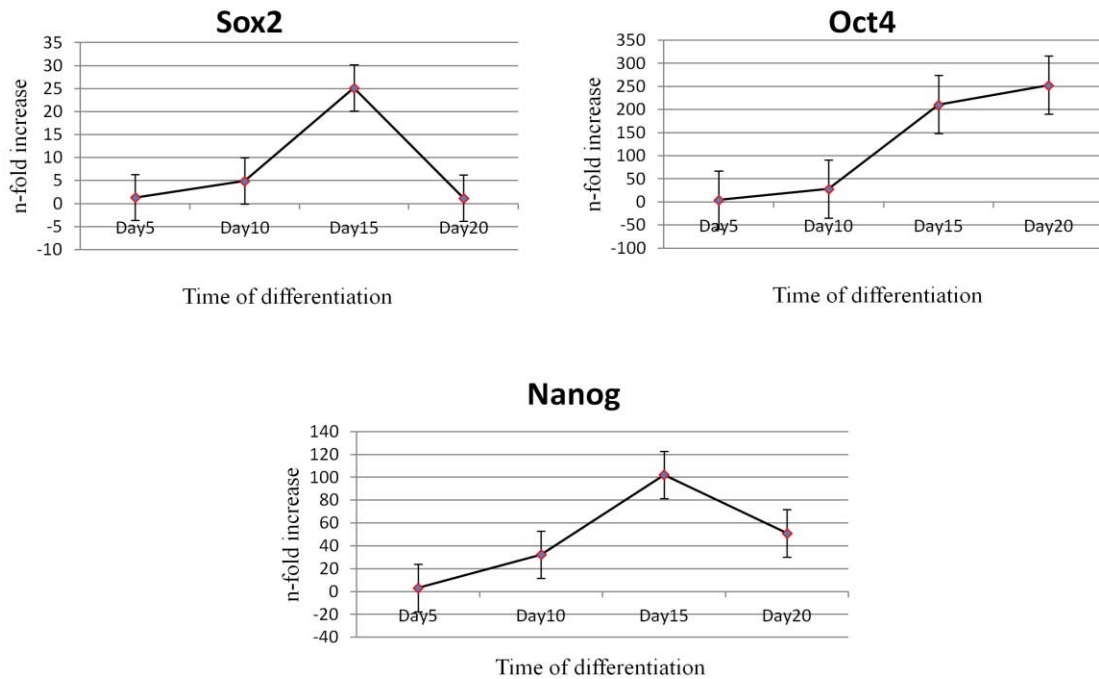 Sox2
35
30
25
20
15
10
5
0
-5
-10
n-fold increase
Day5 Day10 Day15 Day20
Time of differentiation
Oct4
350
300
250
200
150
100
50
0
-50
-100
n-fold increase
Day5 Day10 Day15 Day20
Time of differentiation
Nanog
140
120
100
80
60
40
20
0
-20
-40
n-fold increase
Day5 Day10 Day15 Day20
Time of differentiation